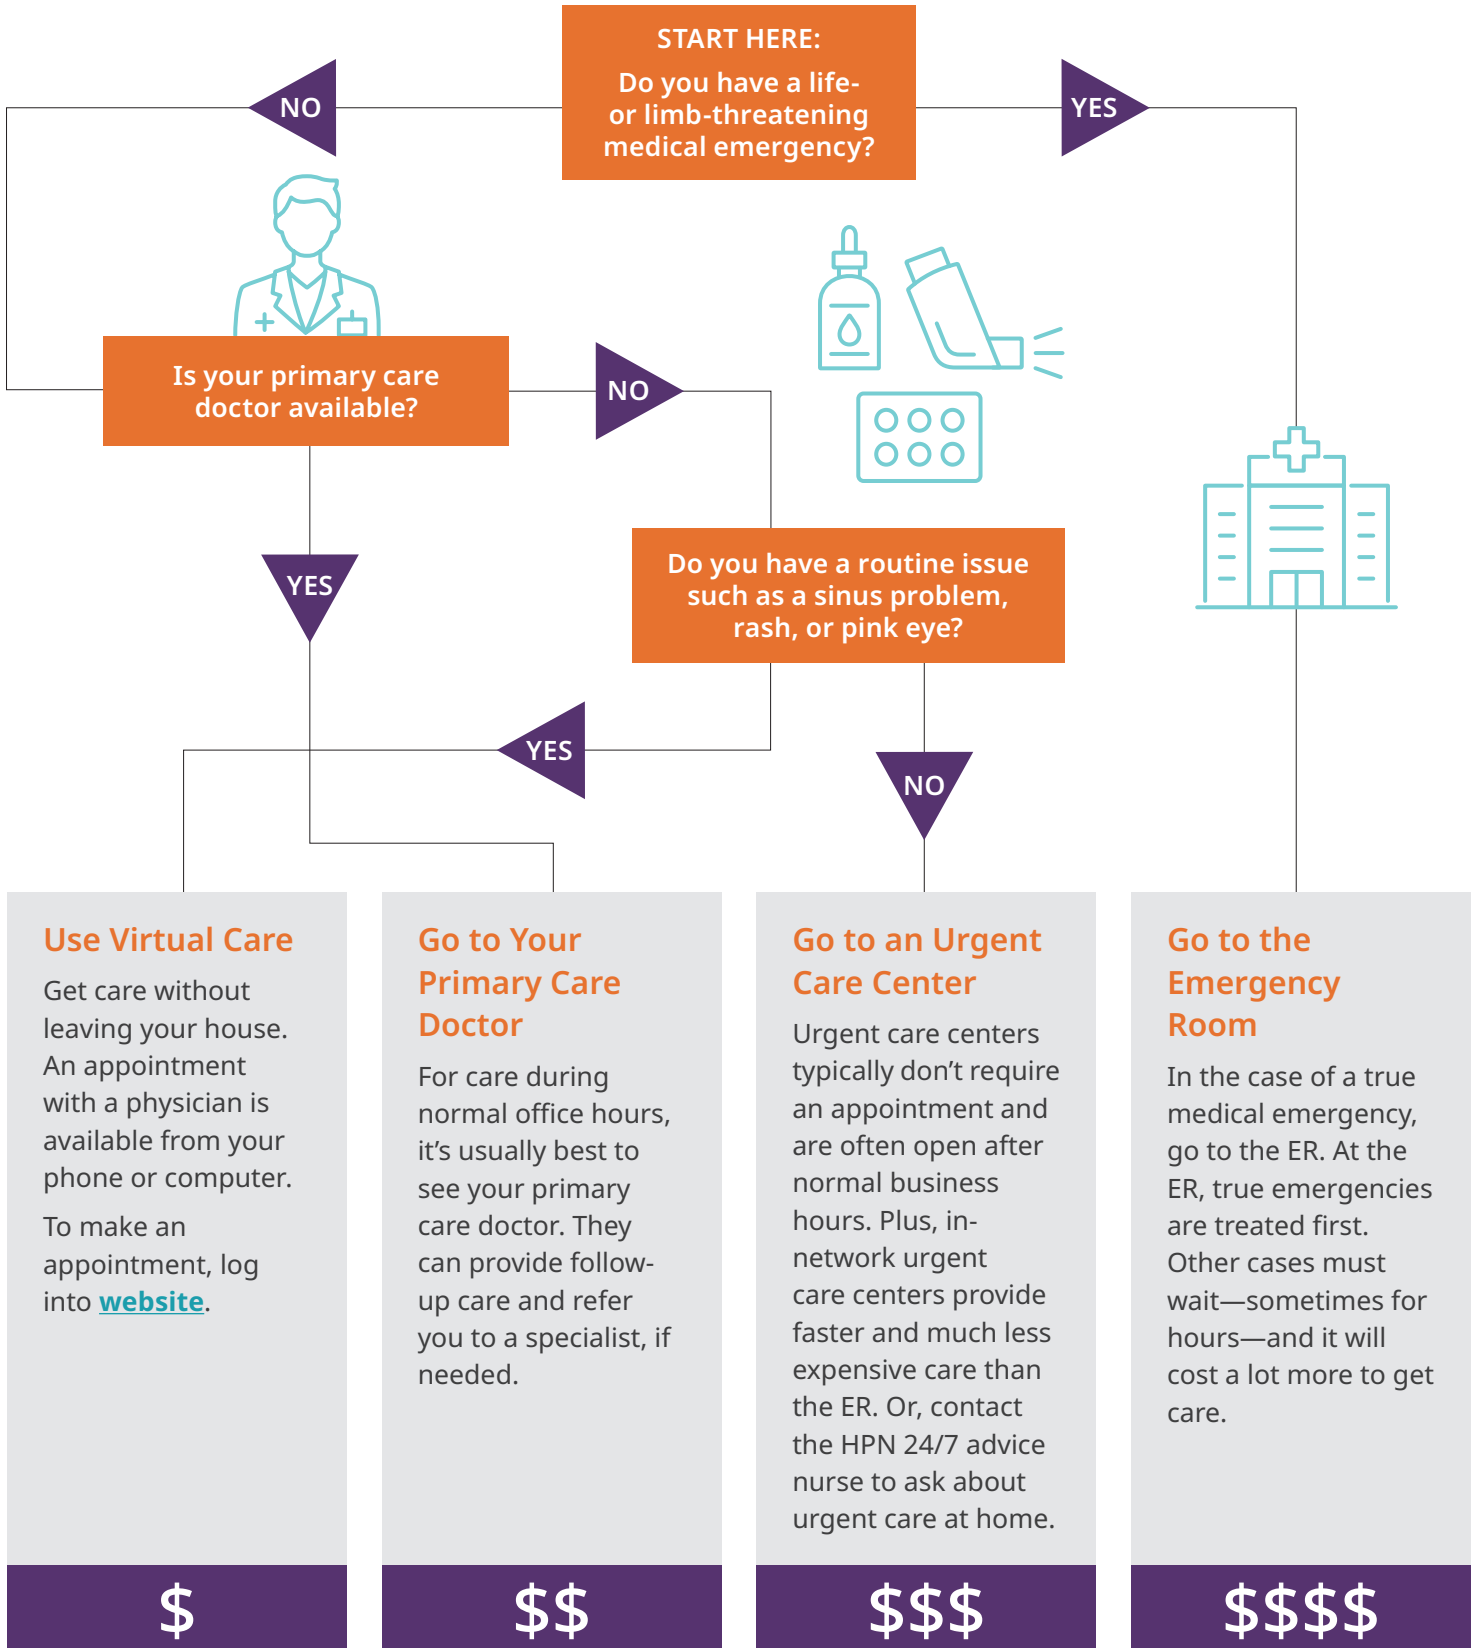 START HERE:
Do you have a life-
or limb-threatening
medical emergency?
NO
YES
Is your primary care
doctor available?
NO
YES
Do you have a routine issue
such as a sinus problem,
rash, or pink eye?
YES
NO
Use Virtual Care
Get care without
leaving your house.
An appointment
with a physician is
available from your
phone or computer.
To make an
appointment, log
into website.
$
Go to Your
Primary Care
Doctor
For care during
normal office hours,
it’s usually best to
see your primary
care doctor. They
can provide follow-
up care and refer
you to a specialist, if
needed.
$$
Go to an Urgent
Care Center
Urgent care centers
typically don’t require
an appointment and
are often open after
normal business
hours. Plus, in-
network urgent
care centers provide
faster and much less
expensive care than
the ER. Or, contact
the HPN 24/7 advice
nurse to ask about
urgent care at home.
$$$
Go to the
Emergency
Room
In the case of a true
medical emergency,
go to the ER. At the
ER, true emergencies
are treated first.
Other cases must
wait—sometimes for
hours—and it will
cost a lot more to get
care.
$$$$